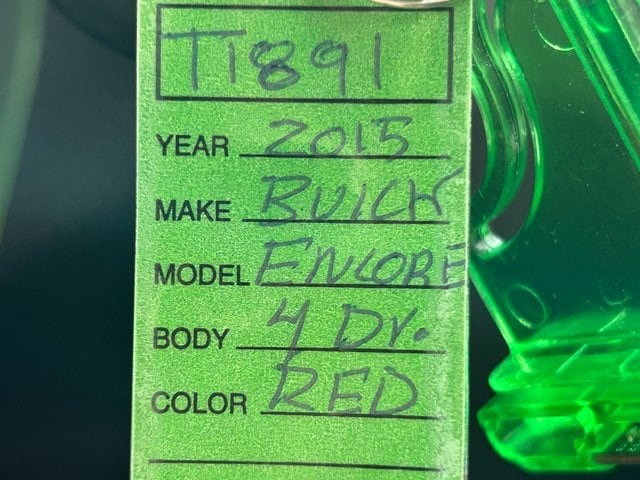 T1891
YEAR 2015
MAKE BUICK
MODEL ENCORE
BODY 4 Dr.
COLOR RED